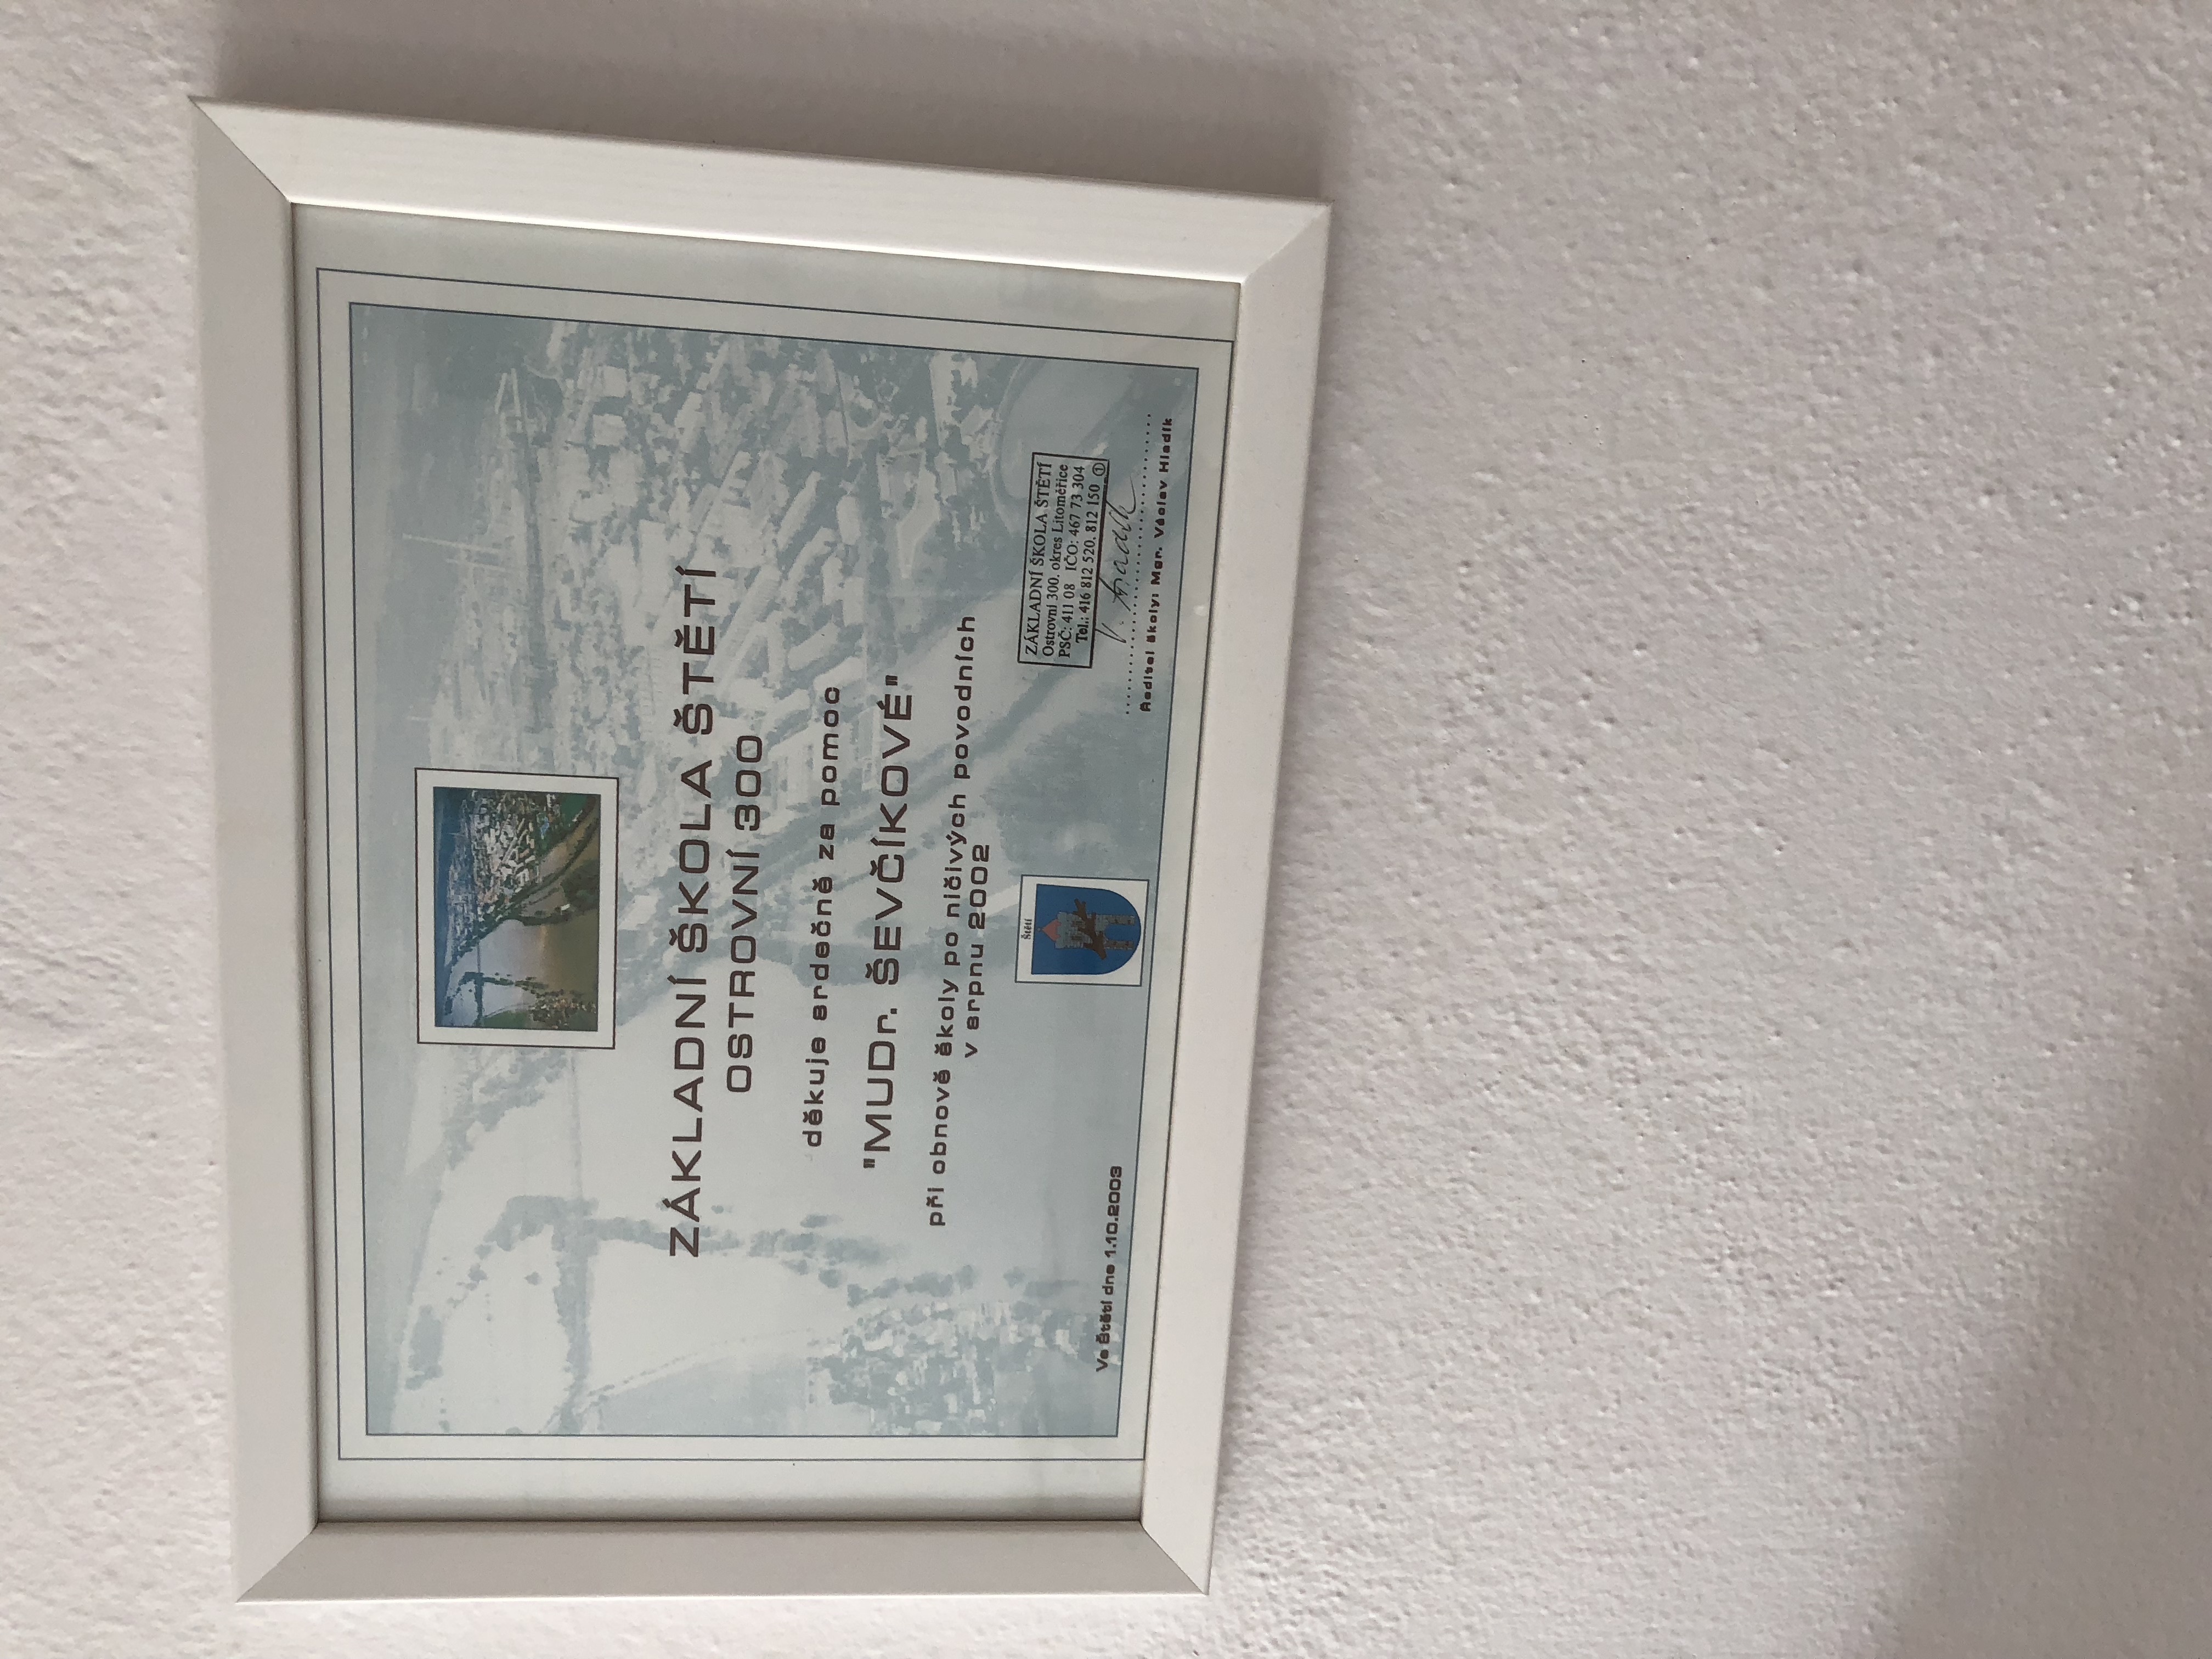 ZÁKLADNÍ ŠKOLA ŠTĚTÍ
OSTROVNÍ 300
děkuje srdečně za pomoc
"MUDr. ŠEVČÍKOVÉ"
při obnově školy po ničivých povodních
v srpnu 2002
Štětí
ZÁKLADNÍ ŠKOLA ŠTĚTÍ
Ostrovní 300, okres Litoměřice
PSČ: 411 08 IČO: 467 73 304
Tel.: 416 812 520, 812 150 1
V. Hladík
Ve Štětí dne 1.10.2003
Ředitel školy: Mgr. Václav Hladík